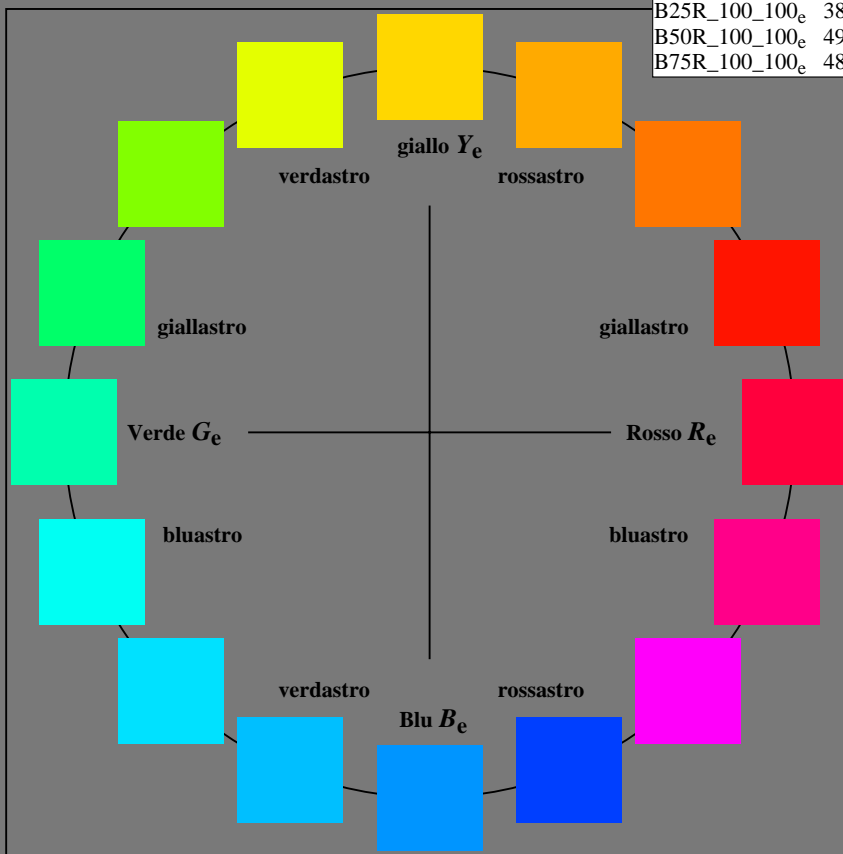 B25R_100_100e 38
B50R_100_100e 49
B75R_100_100e 48
giallo Ye
verdastro rossastro
giallastro giallastro
Verde Ge Rosso Re
bluastro bluastro
verdastro rossastro
Blu Be